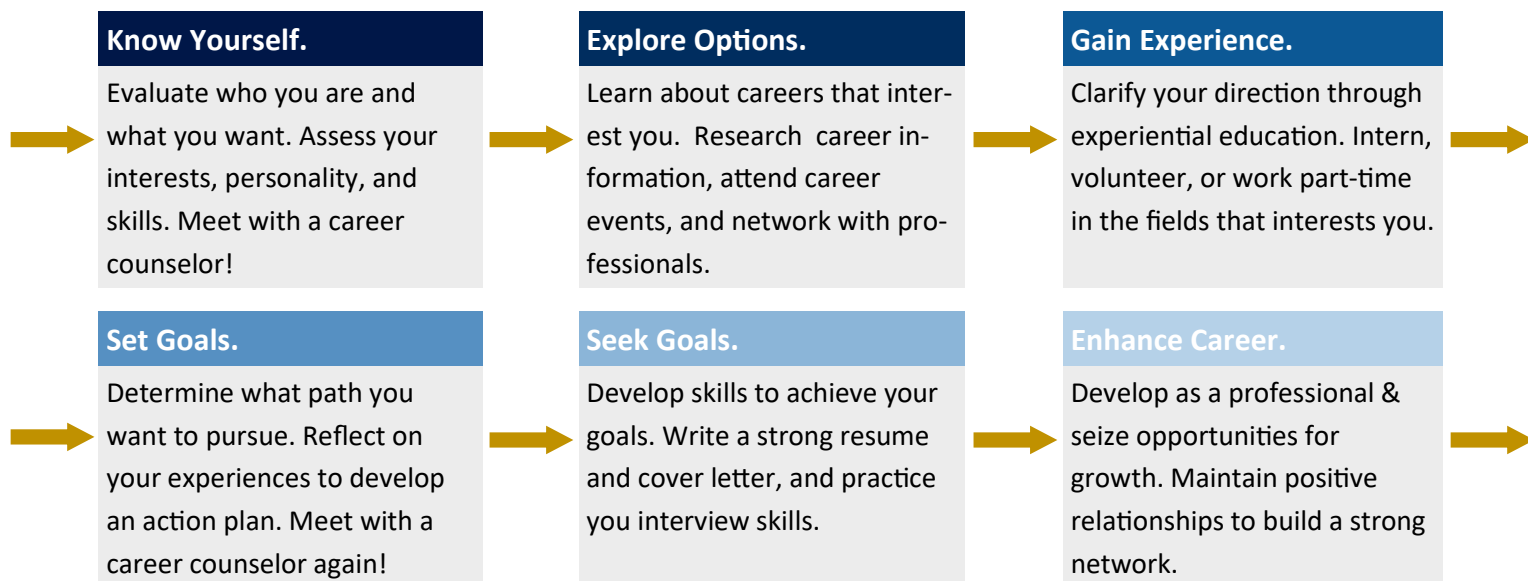 Know Yourself.
Evaluate who you are and
what you want. Assess your
interests, personality, and
skills. Meet with a career
counselor!
Explore Options.
Learn about careers that inter-
est you.  Research  career in-
formation, attend career
events, and network with pro-
fessionals.
Gain Experience.
Clarify your direction through
experiential education. Intern,
volunteer, or work part-time
in the fields that interests you.
Set Goals.
Determine what path you
want to pursue. Reflect on
your experiences to develop
an action plan. Meet with a
career counselor again!
Seek Goals.
Develop skills to achieve your
goals. Write a strong resume
and cover letter, and practice
you interview skills.
Enhance Career.
Develop as a professional &
seize opportunities for
growth. Maintain positive
relationships to build a strong
network.